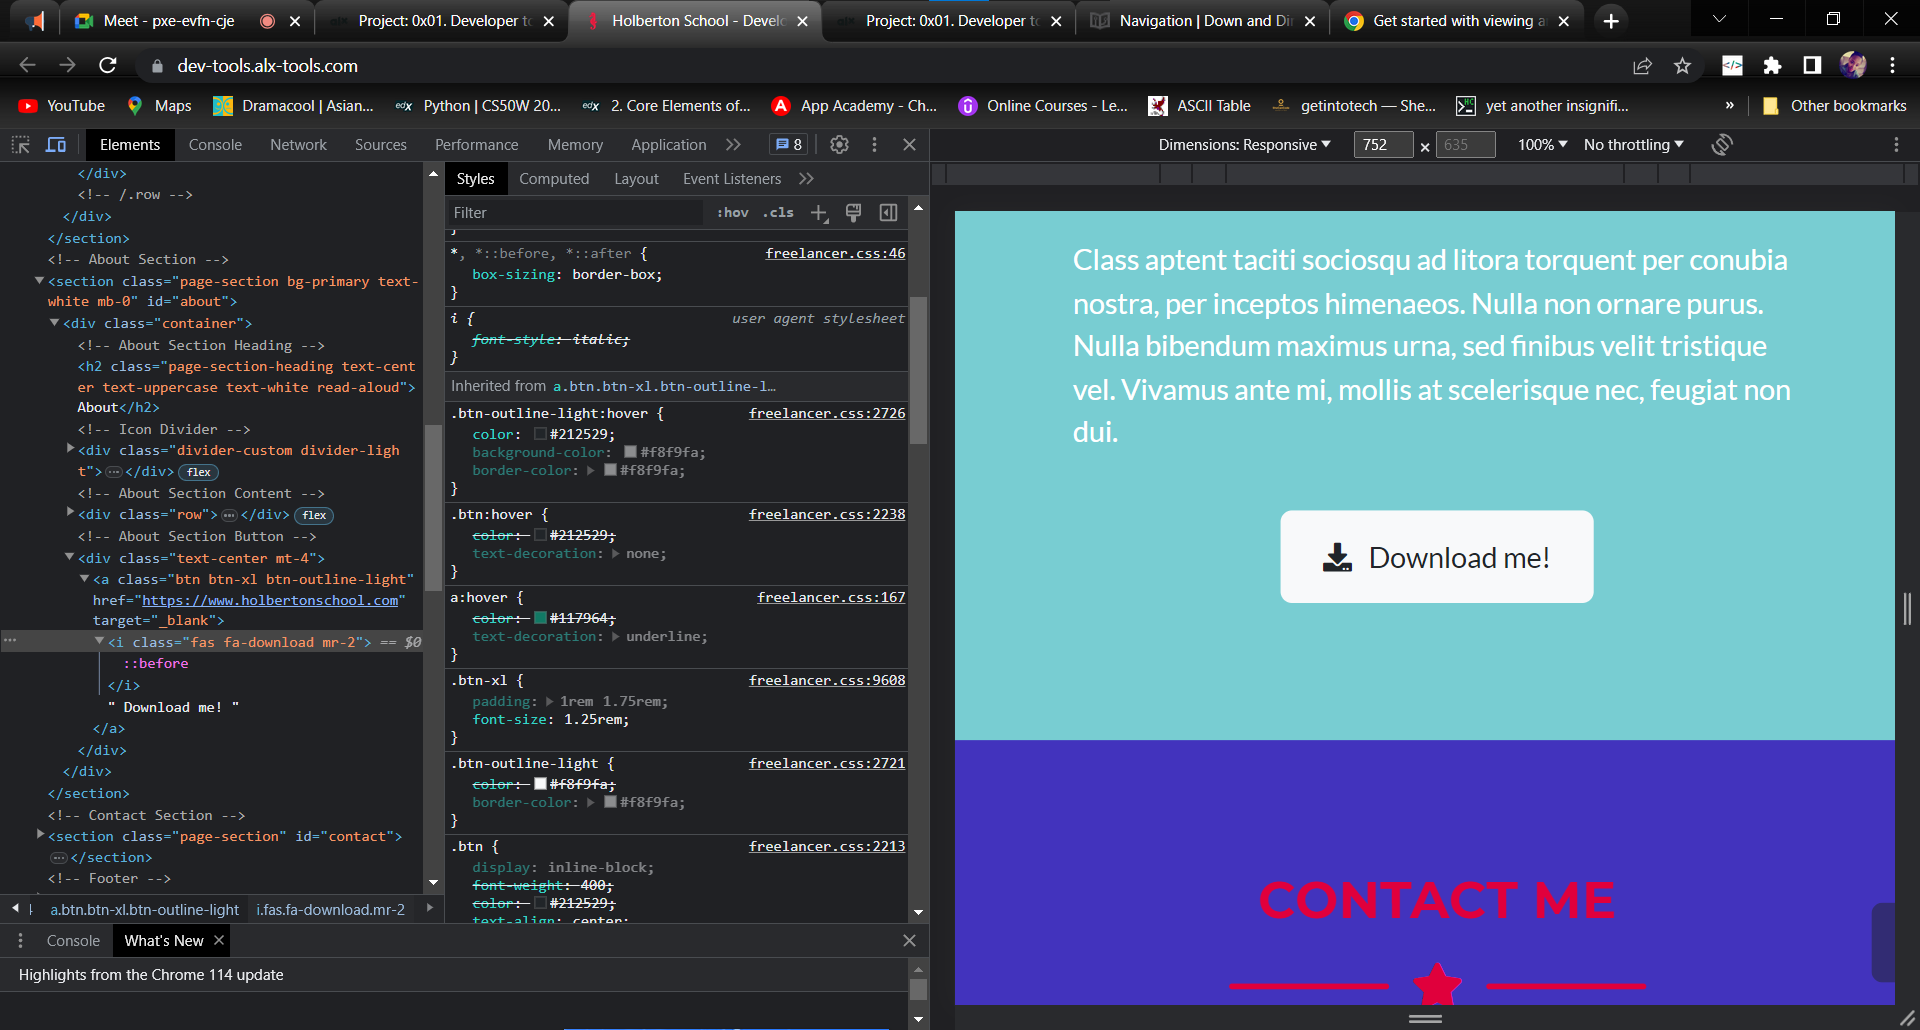 Meet - pxe-evfn-cje
Project: 0x01. Developer to
Holberton School - Develo
Project: 0x01. Developer to
Navigation | Down and Dir
Get started with viewing a
dev-tools.alx-tools.com
YouTube
Maps
Dramacool | Asian...
edX Python | CS50W 20...
edX 2. Core Elements of...
App Academy - Ch...
Online Courses - Le...
ASCII Table
getintotech — She...
yet another insignifi...
»
Other bookmarks
Elements
Console
Network
Sources
Performance
Memory
Application
8
Dimensions: Responsive
752
×
635
100%
No throttling
</div>
<!-- /.row -->
</div>
</section>
<!-- About Section -->
<section class="page-section bg-primary text-
white mb-0" id="about">
<div class="container">
<!-- About Section Heading -->
<h2 class="page-section-heading text-cent
er text-uppercase text-white read-aloud">
About</h2>
<!-- Icon Divider -->
<div class="divider-custom divider-ligh
t">…</div> flex
<!-- About Section Content -->
<div class="row">…</div> flex
<!-- About Section Button -->
<div class="text-center mt-4">
<a class="btn btn-xl btn-outline-light"
href="https://www.holbertonschool.com"
target="_blank">
<i class="fas fa-download mr-2"> == $0
::before
</i>
" Download me! "
</a>
</div>
</div>
</section>
<!-- Contact Section -->
<section class="page-section" id="contact">
…</section>
<!-- Footer -->
a.btn.btn-xl.btn-outline-light
i.fas.fa-download.mr-2
Styles
Computed
Layout
Event Listeners
Filter
:hov
.cls
}
*, *::before, *::after {
freelancer.css:46
box-sizing: border-box;
}
i {
user agent stylesheet
font-style: italic;
}
Inherited from a.btn.btn-xl.btn-outline-l…
.btn-outline-light:hover {
freelancer.css:2726
color: #212529;
background-color: #f8f9fa;
border-color: #f8f9fa;
}
.btn:hover {
freelancer.css:2238
color: #212529;
text-decoration: none;
}
a:hover {
freelancer.css:167
color: #117964;
text-decoration: underline;
}
.btn-xl {
freelancer.css:9608
padding: 1rem 1.75rem;
font-size: 1.25rem;
}
.btn-outline-light {
freelancer.css:2721
color: #f8f9fa;
border-color: #f8f9fa;
}
.btn {
freelancer.css:2213
display: inline-block;
font-weight: 400;
color: #212529;
text-align: center;
Console
What's New
Highlights from the Chrome 114 update
Class aptent taciti sociosqu ad litora torquent per conubia
nostra, per inceptos himenaeos. Nulla non ornare purus.
Nulla bibendum maximus urna, sed finibus velit tristique
vel. Vivamus ante mi, mollis at scelerisque nec, feugiat non
dui.
Download me!
CONTACT ME